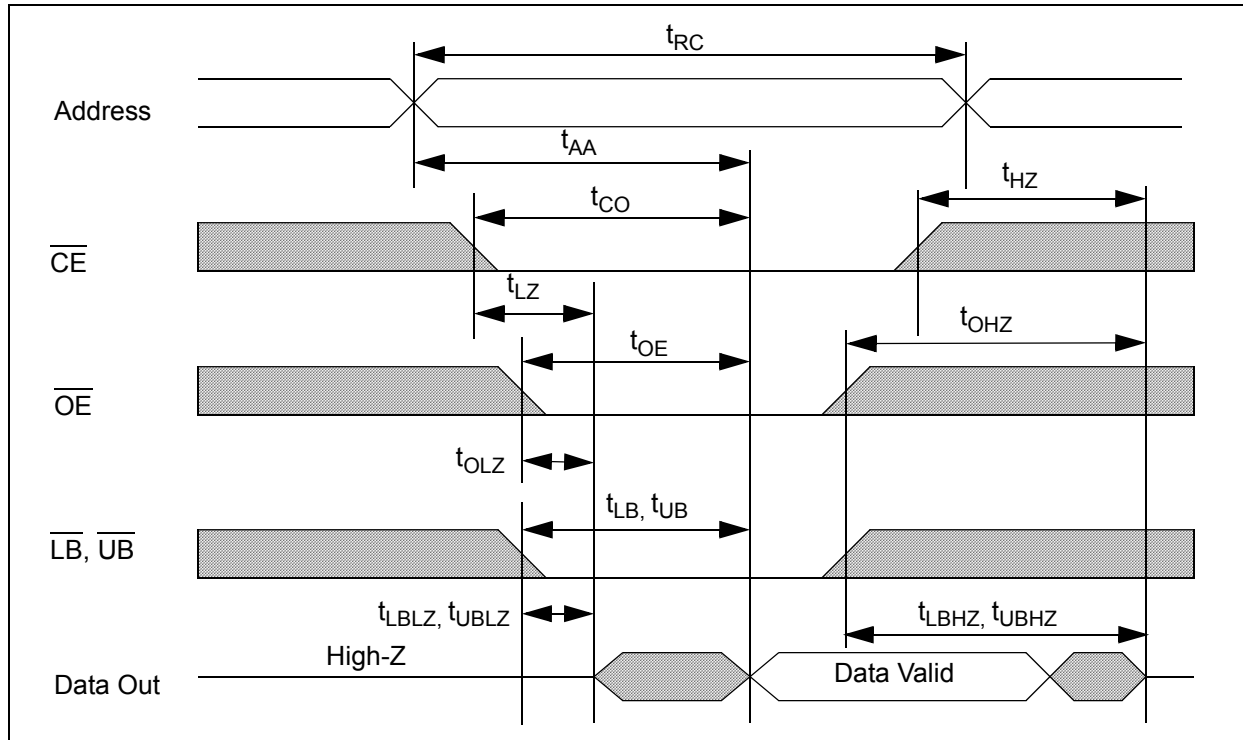 tRC
Address
tAA
tHZ
tCO
CE
tLZ
tOHZ
tOE
OE
tOLZ
tLB, tUB
LB, UB
tLBLZ, tUBLZ
tLBHZ, tUBHZ
High-Z
Data Valid
Data Out